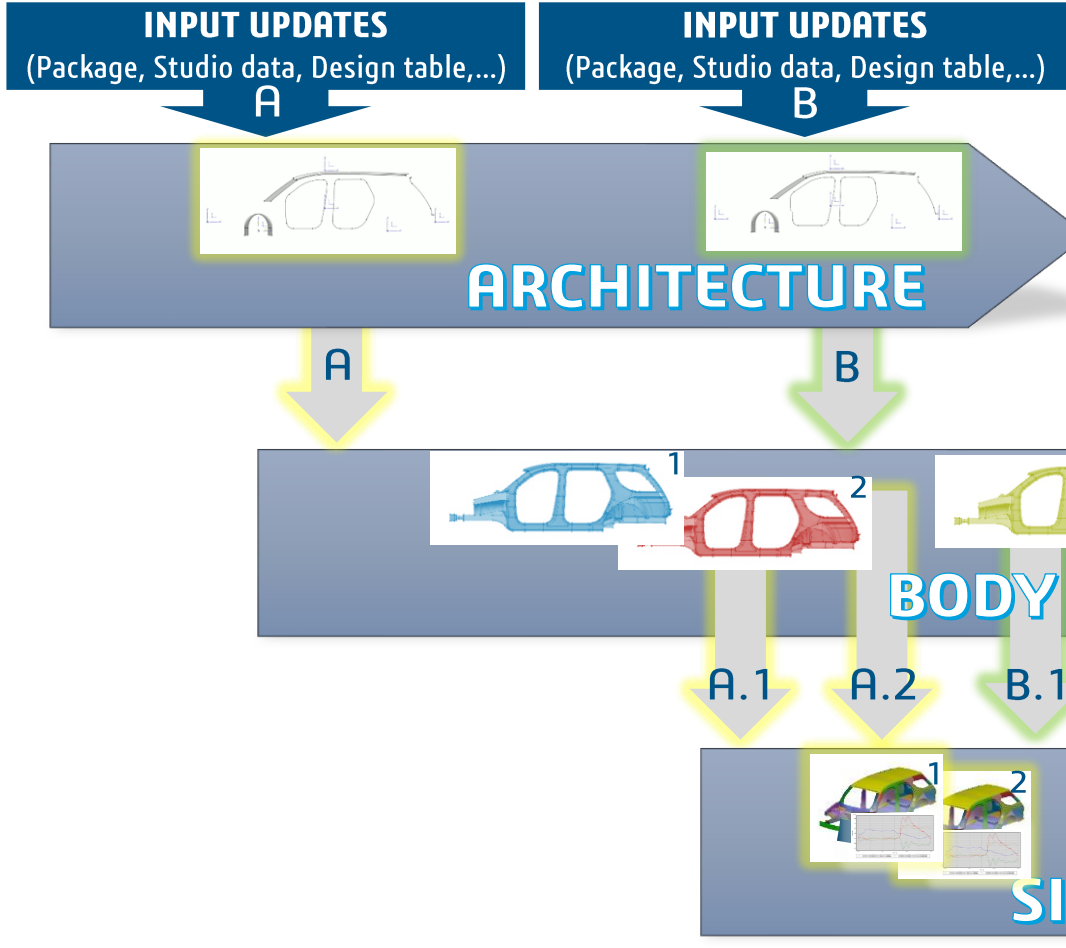 INPUT UPDATES
(Package, Studio data, Design table,...)
A
INPUT UPDATES
(Package, Studio data, Design table,...)
B
ARCHITECTURE
A
B
1
2
BODY
A.1
A.2
B.1
1
2
SI